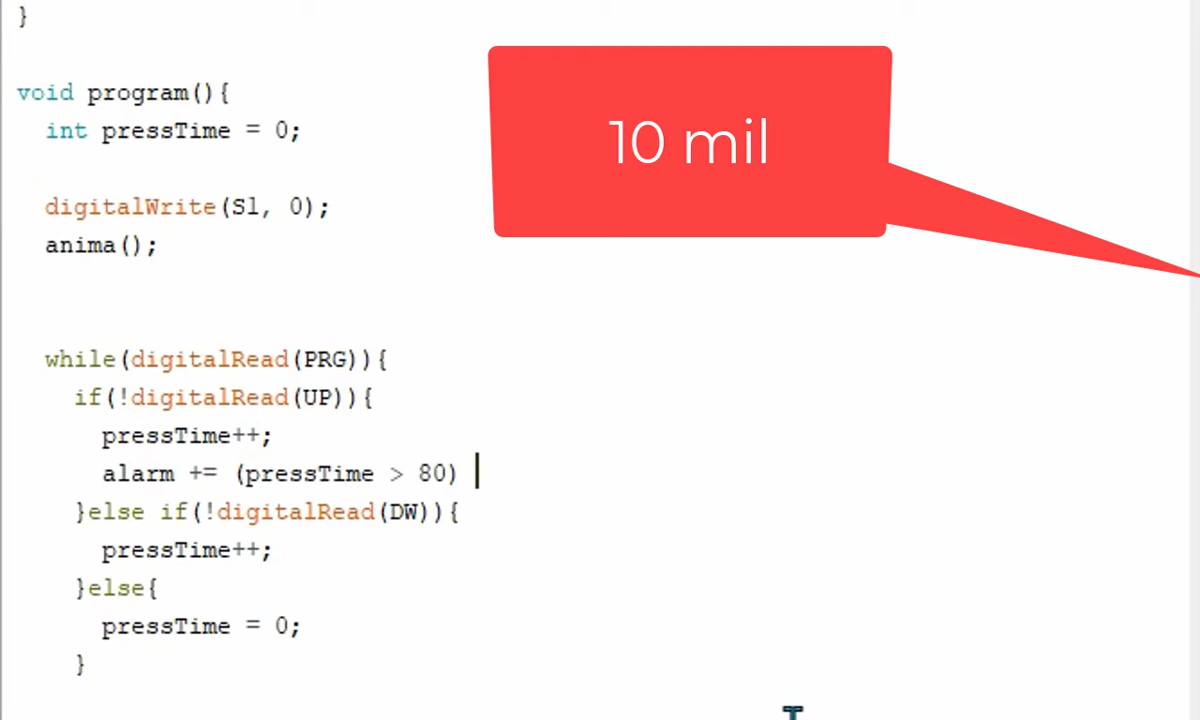 }
void program(){
int pressTime = 0;
digitalWrite(Sl, 0);
anima();
while(digitalRead(PRG)){
if(!digitalRead(UP)){
pressTime++;
alarm += (pressTime > 80)
}else if(!digitalRead(DW)){
pressTime++;
}else{
pressTime = 0;
}
10 mil